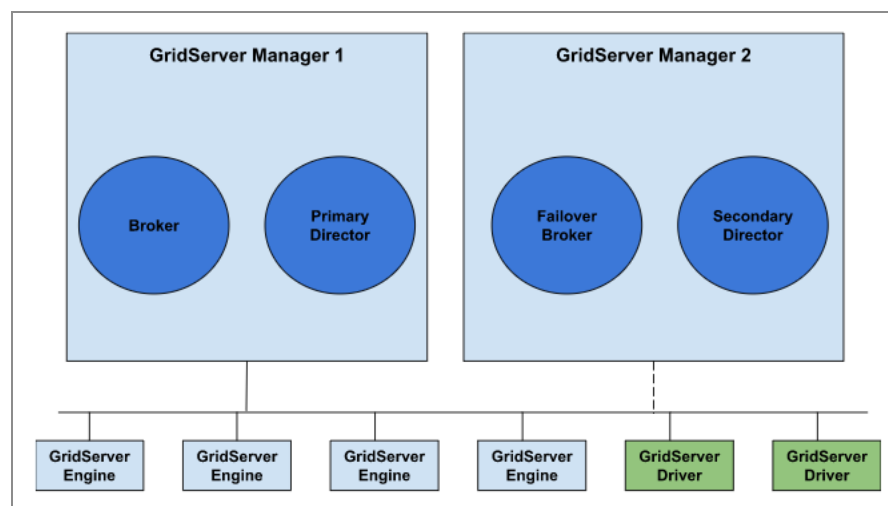 GridServer Manager 1
GridServer Manager 2
Broker
Primary
Director
Failover
Broker
Secondary
Director
GridServer
Engine
GridServer
Engine
GridServer
Engine
GridServer
Engine
GridServer
Driver
GridServer
Driver